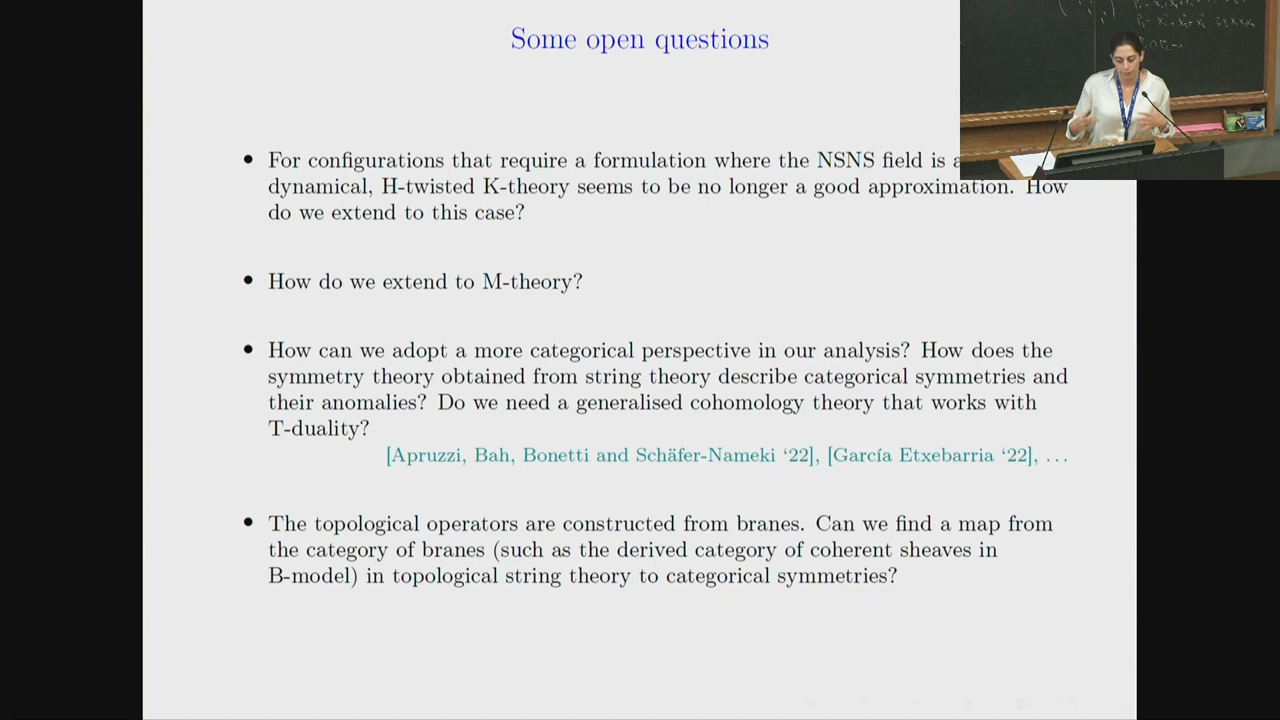 Some open questions
• For configurations that require a formulation where the NSNS field is
dynamical, H-twisted K-theory seems to be no longer a good approximation. How
do we extend to this case?
• How do we extend to M-theory?
• How can we adopt a more categorical perspective in our analysis? How does the
symmetry theory obtained from string theory describe categorical symmetries and
their anomalies? Do we need a generalised cohomology theory that works with
T-duality?
[Apruzzi, Bah, Bonetti and Schäfer-Nameki ‘22], [García Etxebarria ‘22], ...
• The topological operators are constructed from branes. Can we find a map from
the category of branes (such as the derived category of coherent sheaves in
B-model) in topological string theory to categorical symmetries?